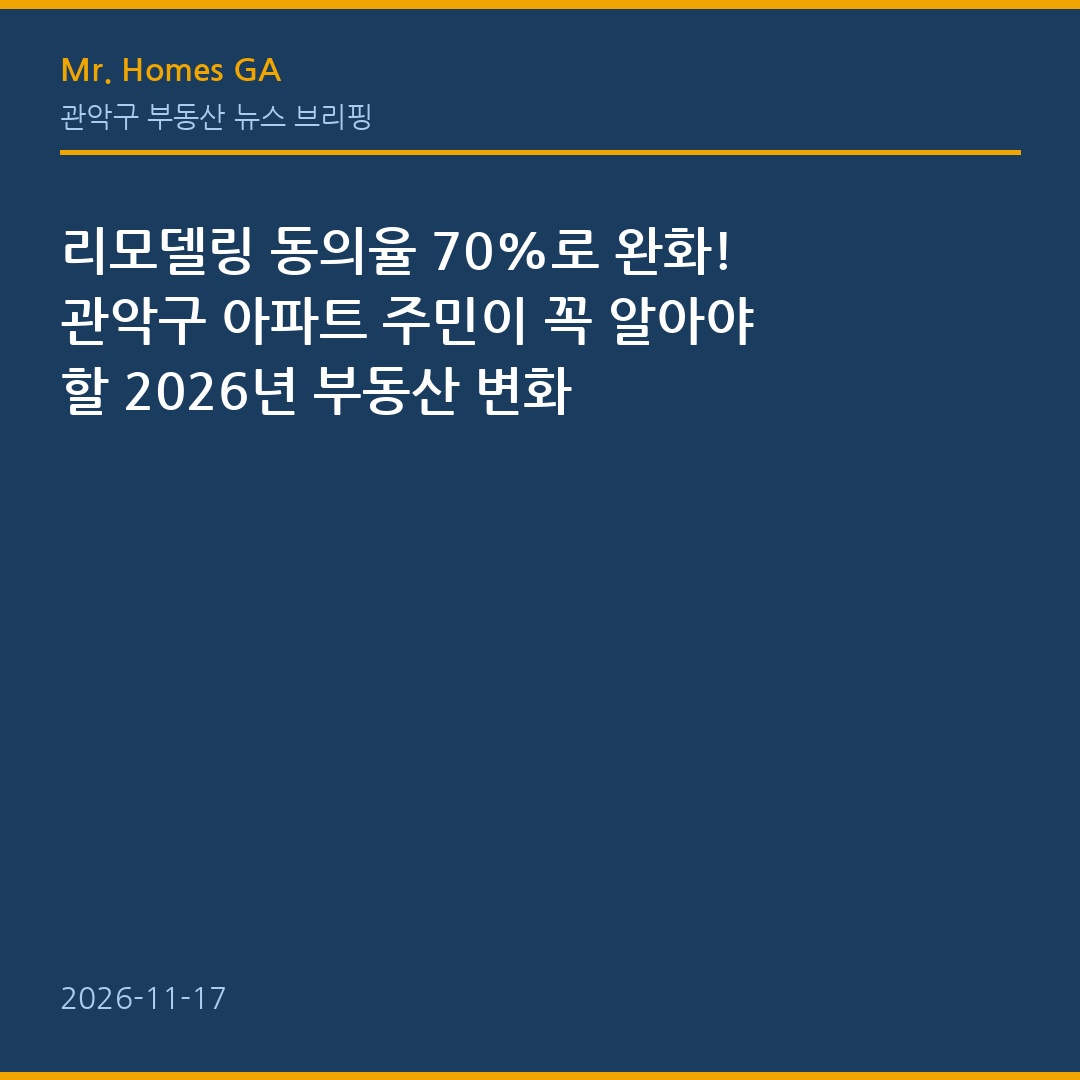 Mr. Homes GA
관악구 부동산 뉴스 브리핑
리모델링 동의율 70%로 완화!
관악구 아파트 주민이 꼭 알아야
할 2026년 부동산 변화
2026-11-17